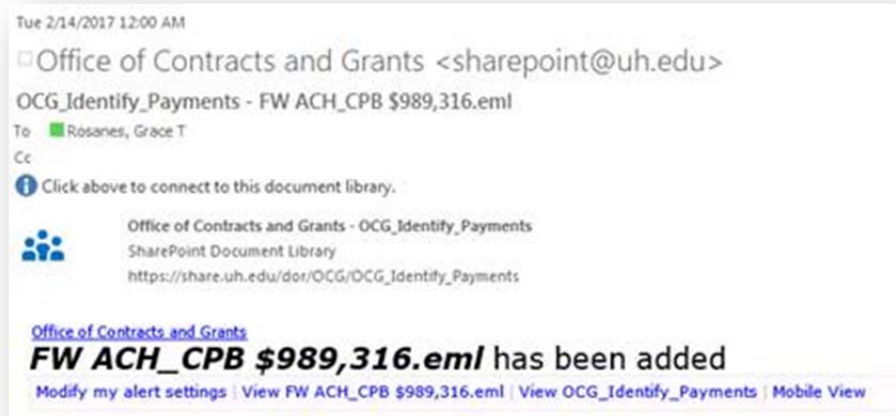 Tue 2/14/2017 12:00 AM
Office of Contracts and Grants <sharepoint@uh.edu>
OCG_Identify_Payments - FW ACH_CPB $989,316.eml
To Rosanes, Grace T
Cc
Click above to connect to this document library.
Office of Contracts and Grants - OCG_Identify_Payments
SharePoint Document Library
https://share.uh.edu/dor/OCG/OCG_Identify_Payments
Office of Contracts and Grants
FW ACH_CPB $989,316.eml has been added
Modify my alert settings | View FW ACH_CPB $989,316.eml | View OCG_Identify_Payments | Mobile View